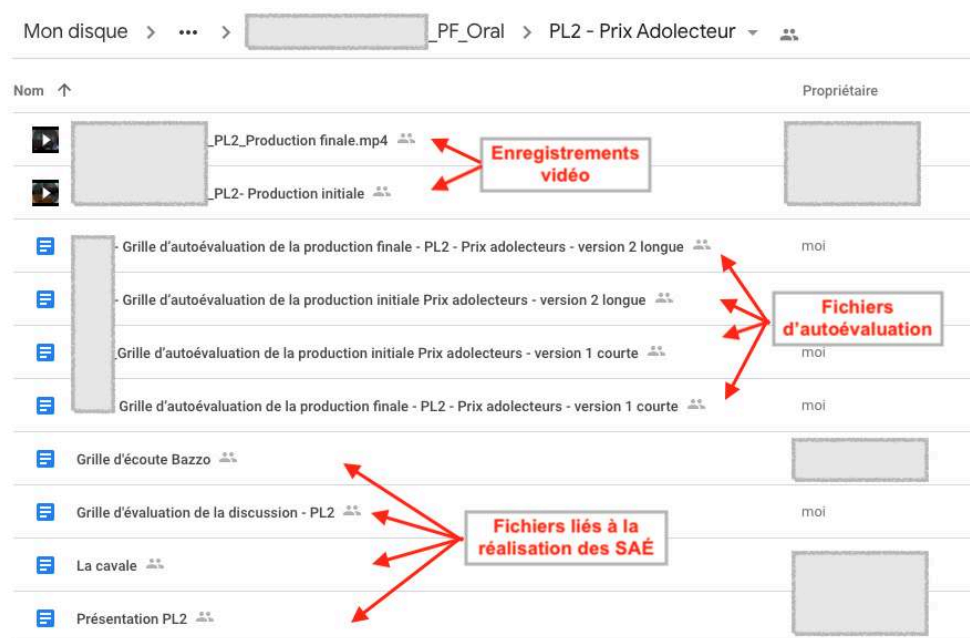 Mon disque > ... > _PF_Oral > PL2 - Prix Adolecteur
Nom ↑ Propriétaire
_PL2_Production finale.mp4
Enregistrements
vidéo
_PL2- Production initiale
- Grille d'autoévaluation de la production finale - PL2 - Prix adolecteurs - version 2 longue moi
- Grille d'autoévaluation de la production initiale Prix adolecteurs - version 2 longue
Fichiers
d'autoévaluation
_Grille d'autoévaluation de la production initiale Prix adolecteurs - version 1 courte moi
Grille d'autoévaluation de la production finale - PL2 - Prix adolecteurs - version 1 courte moi
Grille d'écoute Bazzo
Grille d'évaluation de la discussion - PL2 moi
Fichiers liés à la
réalisation des SAÉ
La cavale
Présentation PL2